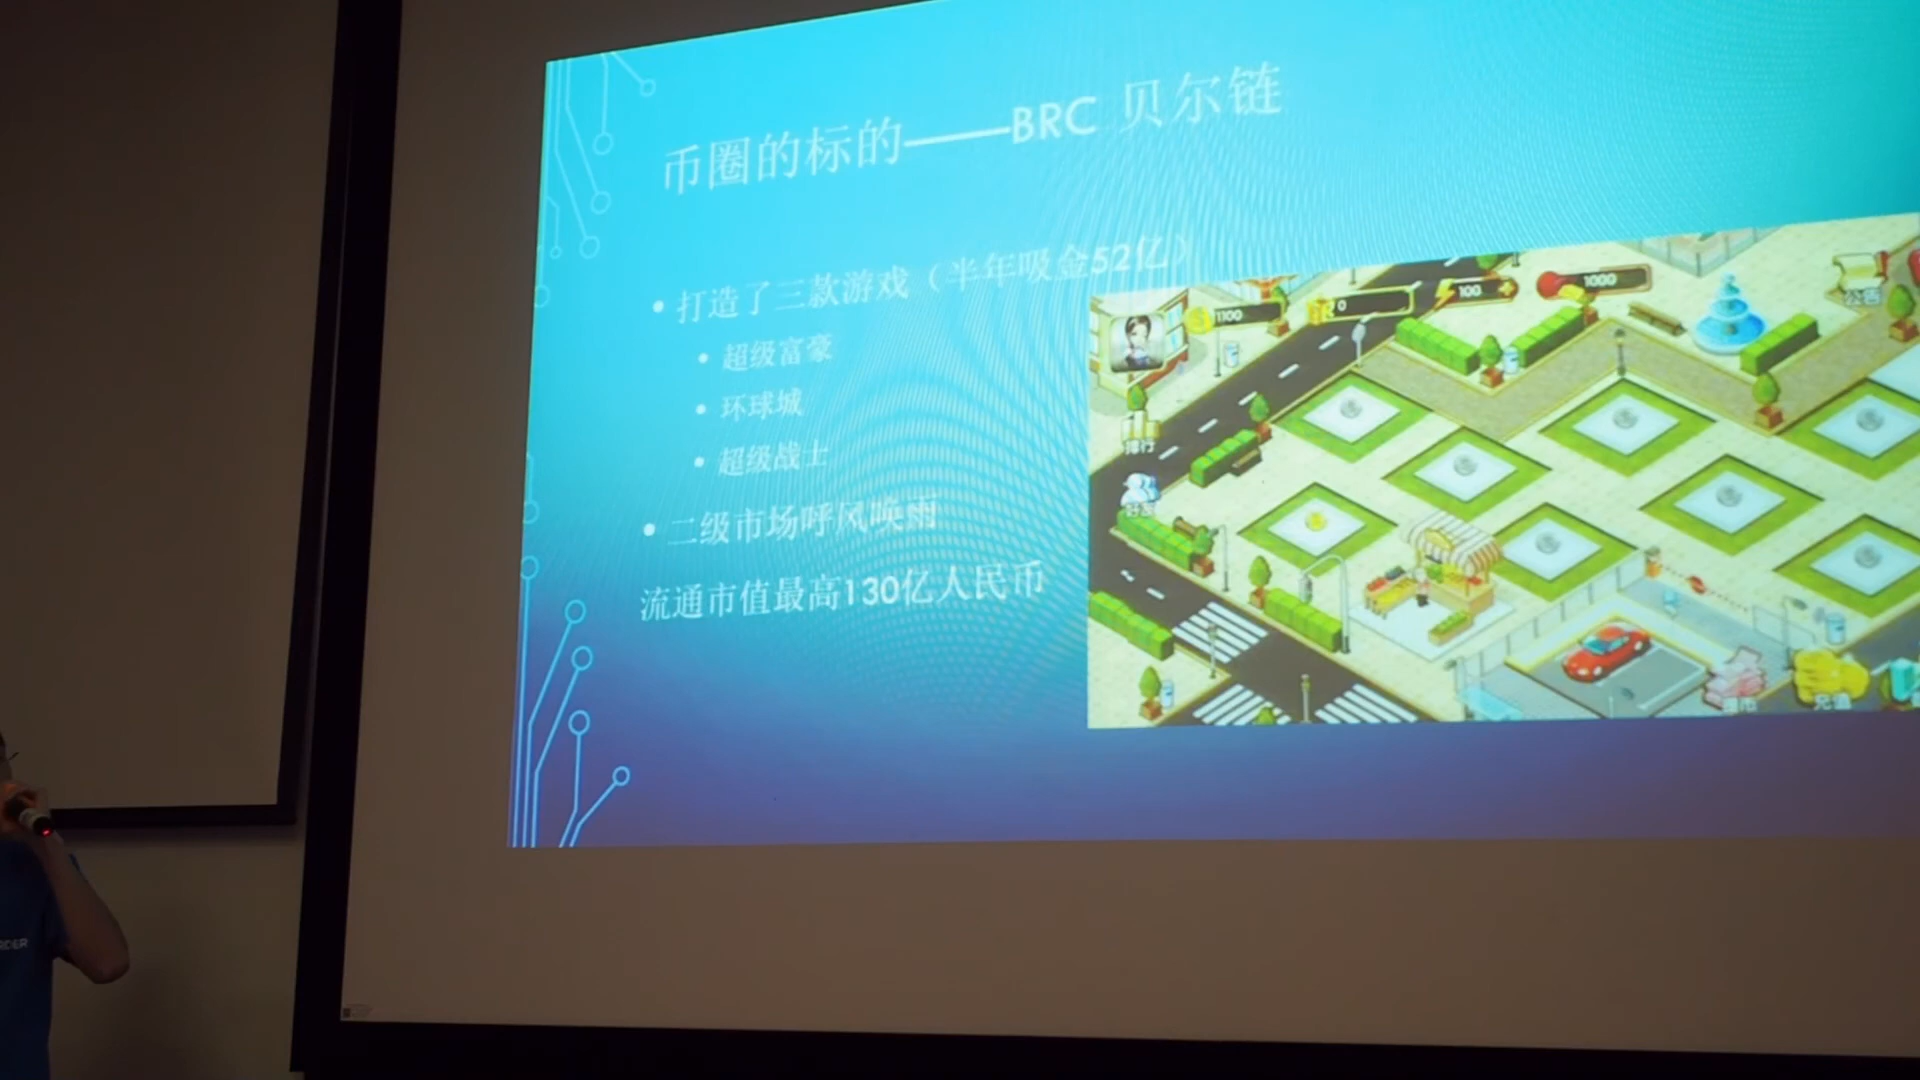 币圈的标的——BRC 贝尔链
• 打造了三款游戏（半年吸金52亿）
• 超级富豪
• 环球城
• 超级战士
• 二级市场呼风唤雨
流通市值最高130亿人民币
1100
0
100
1000
公告
排行
好友
充值
RDER